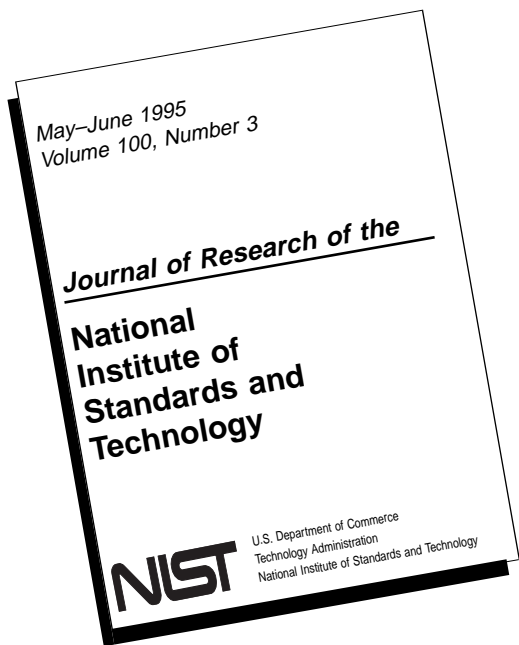 May–June 1995
Volume 100, Number 3
Journal of Research of the
National
Institute of
Standards and
Technology
NIST
U.S. Department of Commerce
Technology Administration
National Institute of Standards and Technology